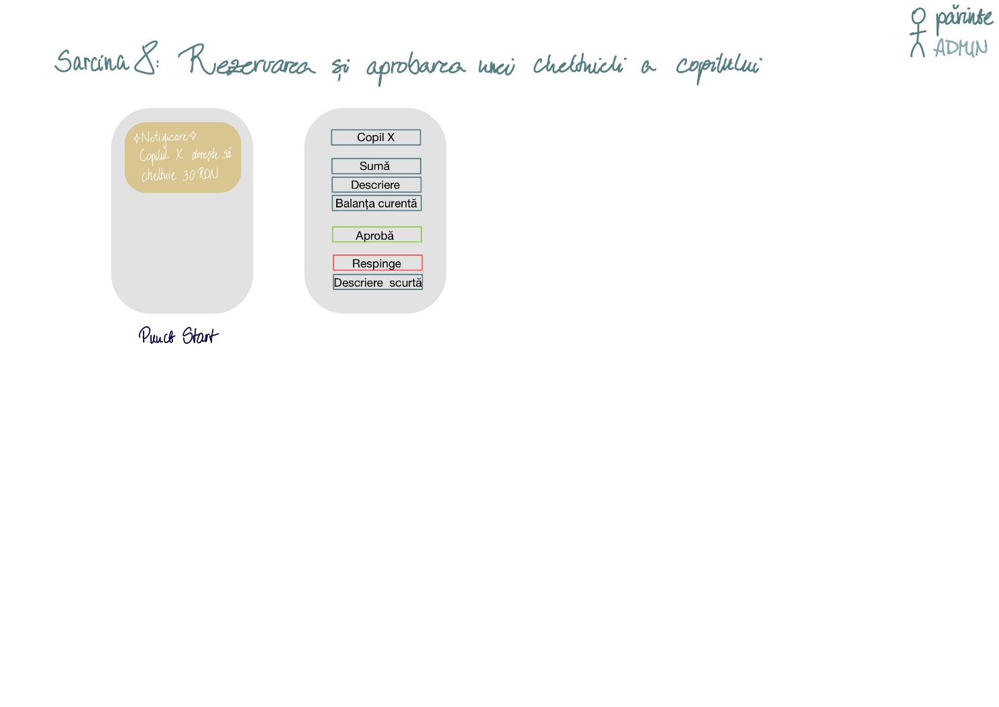 părinte
ADMIN
Sarcina 8: Rezervarea și aprobarea unei cheltuieli a copilului
✧Notificare✧
Copilul X dorește să
cheltuie 30 RON.
Copil X
Sumă
Descriere
Balanța curentă
Aprobă
Respinge
Descriere scurtă
Punct Start